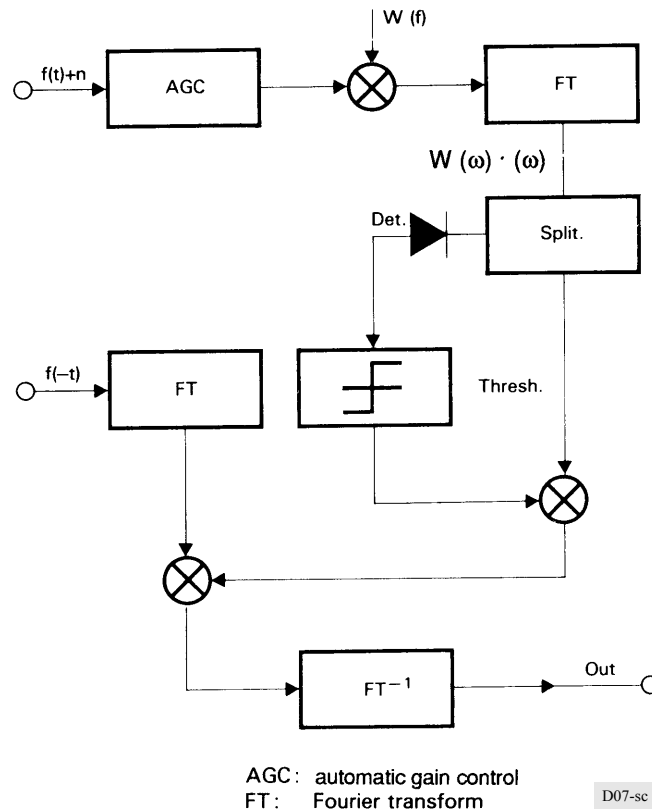 W (f)
f(t)+n
AGC
FT
W (ω) · (ω)
Det.
Split.
f(−t)
FT
Thresh.
FT⁻¹
Out
AGC: automatic gain control
FT: Fourier transform
D07-sc